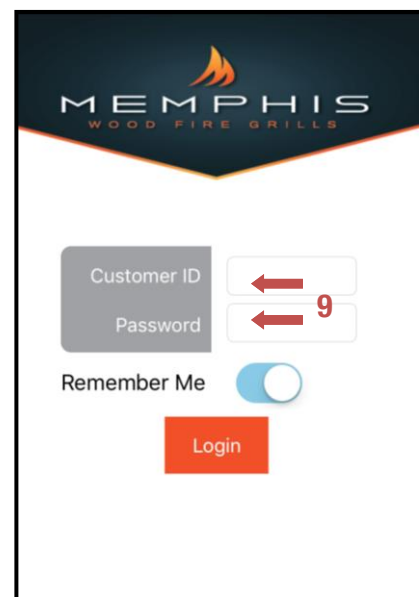 MEMPHIS
WOOD FIRE GRILLS
Customer ID
9
Password
Remember Me
Login